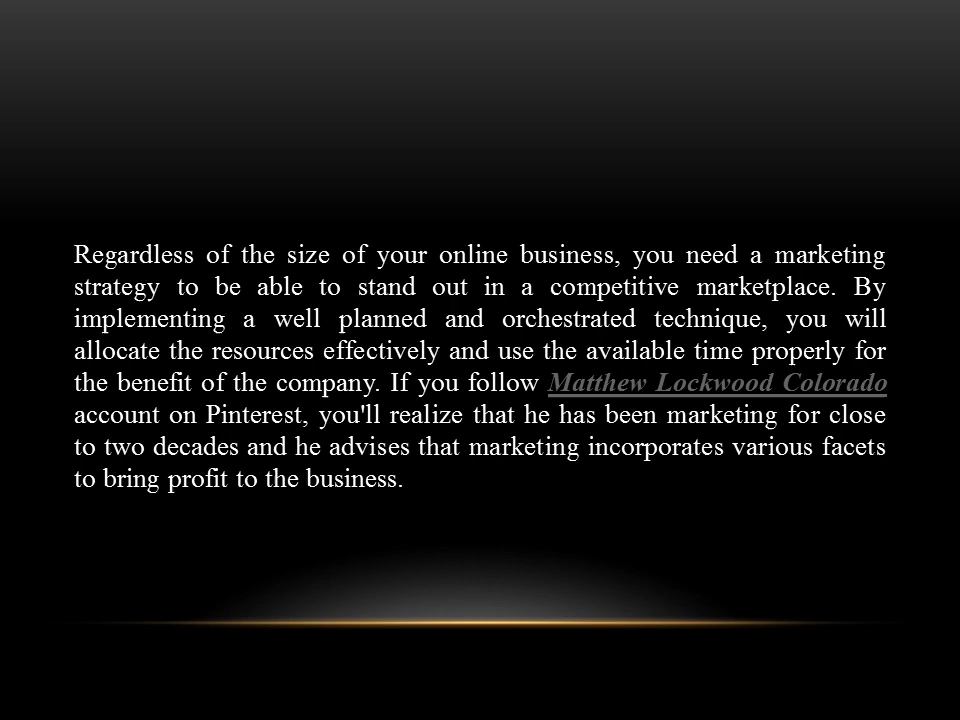 Regardless of the size of your online business, you need a marketing
strategy to be able to stand out in a competitive marketplace. By
implementing a well planned and orchestrated technique, you will
allocate the resources effectively and use the available time properly for
the benefit of the company. If you follow Matthew Lockwood Colorado
account on Pinterest, you'll realize that he has been marketing for close
to two decades and he advises that marketing incorporates various facets
to bring profit to the business.